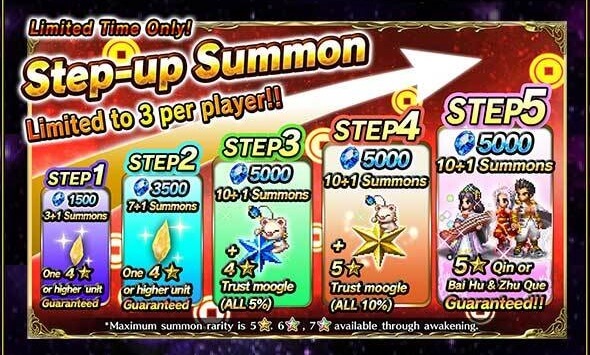 Limited Time Only!
Step-up Summon
Limited to 3 per player!!
STEP1
1500
3+1 Summons
One 4
or higher unit
Guaranteed
STEP2
3500
7+1 Summons
One 4
or higher unit
Guaranteed
STEP3
5000
10+1 Summons
+
4
Trust moogle
(ALL 5%)
STEP4
5000
10+1 Summons
+
5
Trust moogle
(ALL 10%)
STEP5
5000
10+1 Summons
*5 Qin or
Bai Hu & Zhu Que
Guaranteed!!
*Maximum summon rarity is 5★. 6★, 7★ available through awakening.